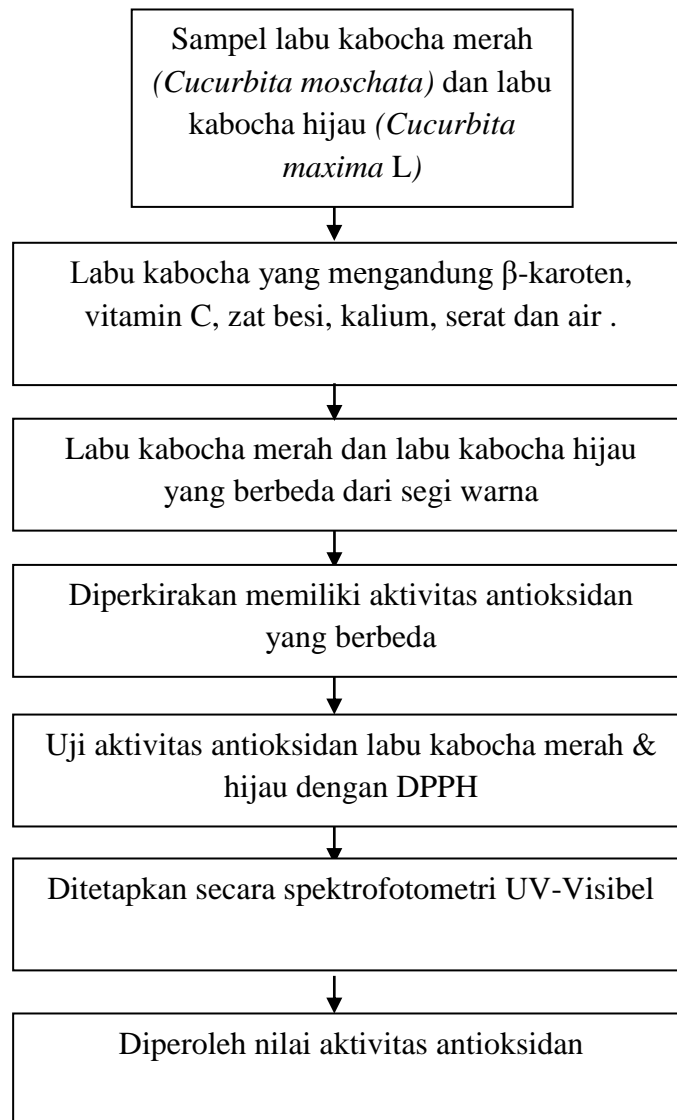 Sampel labu kabocha merah
(Cucurbita moschata) dan labu
kabocha hijau (Cucurbita
maxima L)
Labu kabocha yang mengandung β-karoten,
vitamin C, zat besi, kalium, serat dan air .
Labu kabocha merah dan labu kabocha hijau
yang berbeda dari segi warna
Diperkirakan memiliki aktivitas antioksidan
yang berbeda
Uji aktivitas antioksidan labu kabocha merah &
hijau dengan DPPH
Ditetapkan secara spektrofotometri UV-Visibel
Diperoleh nilai aktivitas antioksidan